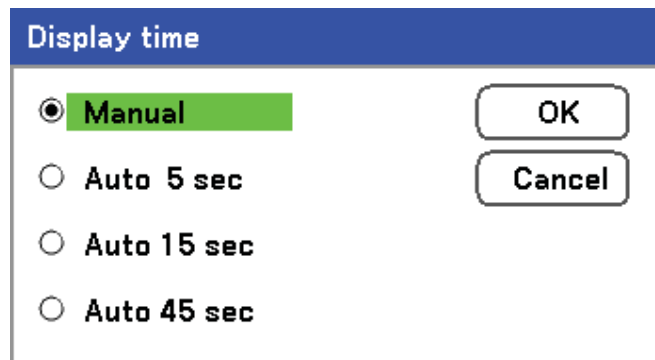 Display time
Manual
OK
Auto 5 sec
Cancel
Auto 15 sec
Auto 45 sec